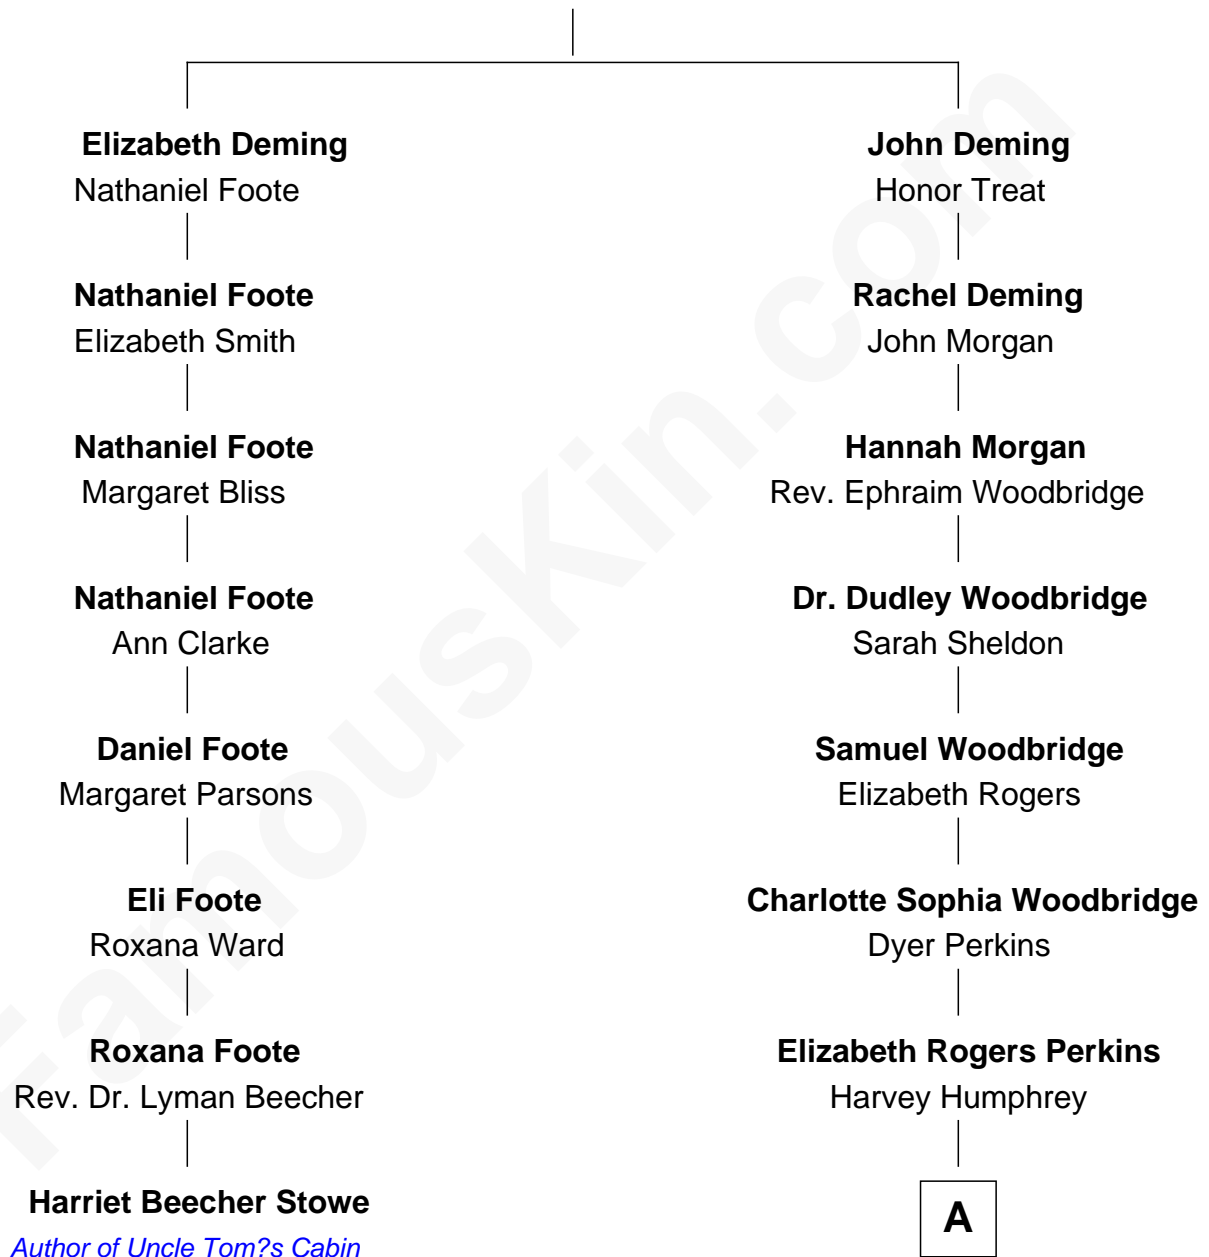 Elizabeth Deming
Nathaniel Foote
Nathaniel Foote
Elizabeth Smith
Nathaniel Foote
Margaret Bliss
Nathaniel Foote
Ann Clarke
Daniel Foote
Margaret Parsons
Eli Foote
Roxana Ward
Roxana Foote
Rev. Dr. Lyman Beecher
Harriet Beecher Stowe
Author of Uncle Tom?s Cabin
John Deming
Honor Treat
Rachel Deming
John Morgan
Hannah Morgan
Rev. Ephraim Woodbridge
Dr. Dudley Woodbridge
Sarah Sheldon
Samuel Woodbridge
Elizabeth Rogers
Charlotte Sophia Woodbridge
Dyer Perkins
Elizabeth Rogers Perkins
Harvey Humphrey
A
FamousKin.com